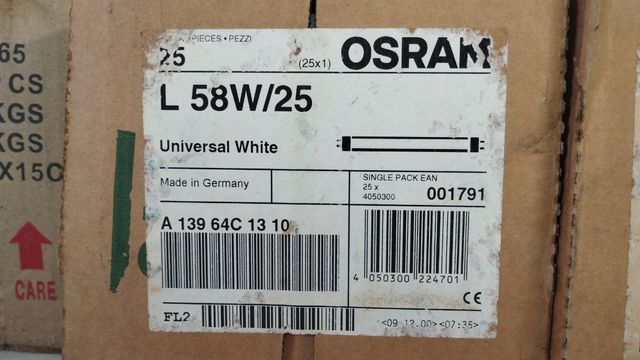 PIECES • PEZZI
25
(25x1)
OSRAM
L 58W/25
Universal White
Made in Germany
SINGLE PACK EAN
25 x
4050300
001791
A 139 64C 13 10
4 050300 224701
CE
FL2
<09.12.00><07:35>
65
CS
KGS
KGS
X15C
CARE